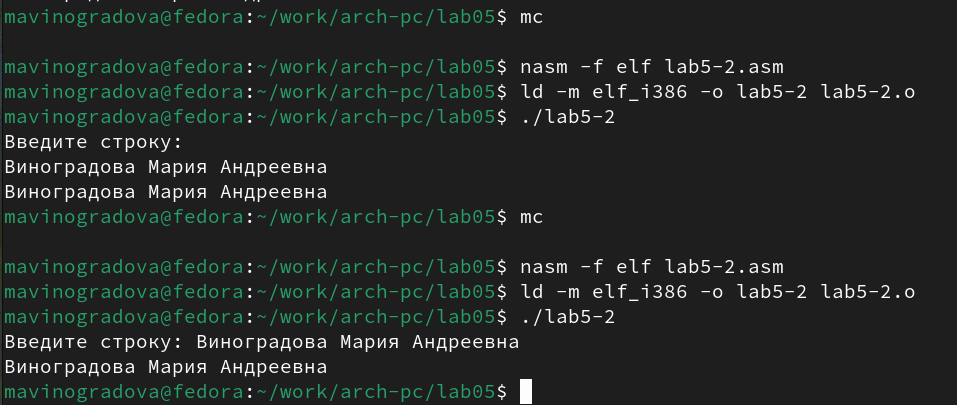 mavinogradova@fedora:~/work/arch-pc/lab05$ mc
mavinogradova@fedora:~/work/arch-pc/lab05$ nasm -f elf lab5-2.asm
mavinogradova@fedora:~/work/arch-pc/lab05$ ld -m elf_i386 -o lab5-2 lab5-2.o
mavinogradova@fedora:~/work/arch-pc/lab05$ ./lab5-2
Введите строку:
Виноградова Мария Андреевна
Виноградова Мария Андреевна
mavinogradova@fedora:~/work/arch-pc/lab05$ mc
mavinogradova@fedora:~/work/arch-pc/lab05$ nasm -f elf lab5-2.asm
mavinogradova@fedora:~/work/arch-pc/lab05$ ld -m elf_i386 -o lab5-2 lab5-2.o
mavinogradova@fedora:~/work/arch-pc/lab05$ ./lab5-2
Введите строку: Виноградова Мария Андреевна
Виноградова Мария Андреевна
mavinogradova@fedora:~/work/arch-pc/lab05$